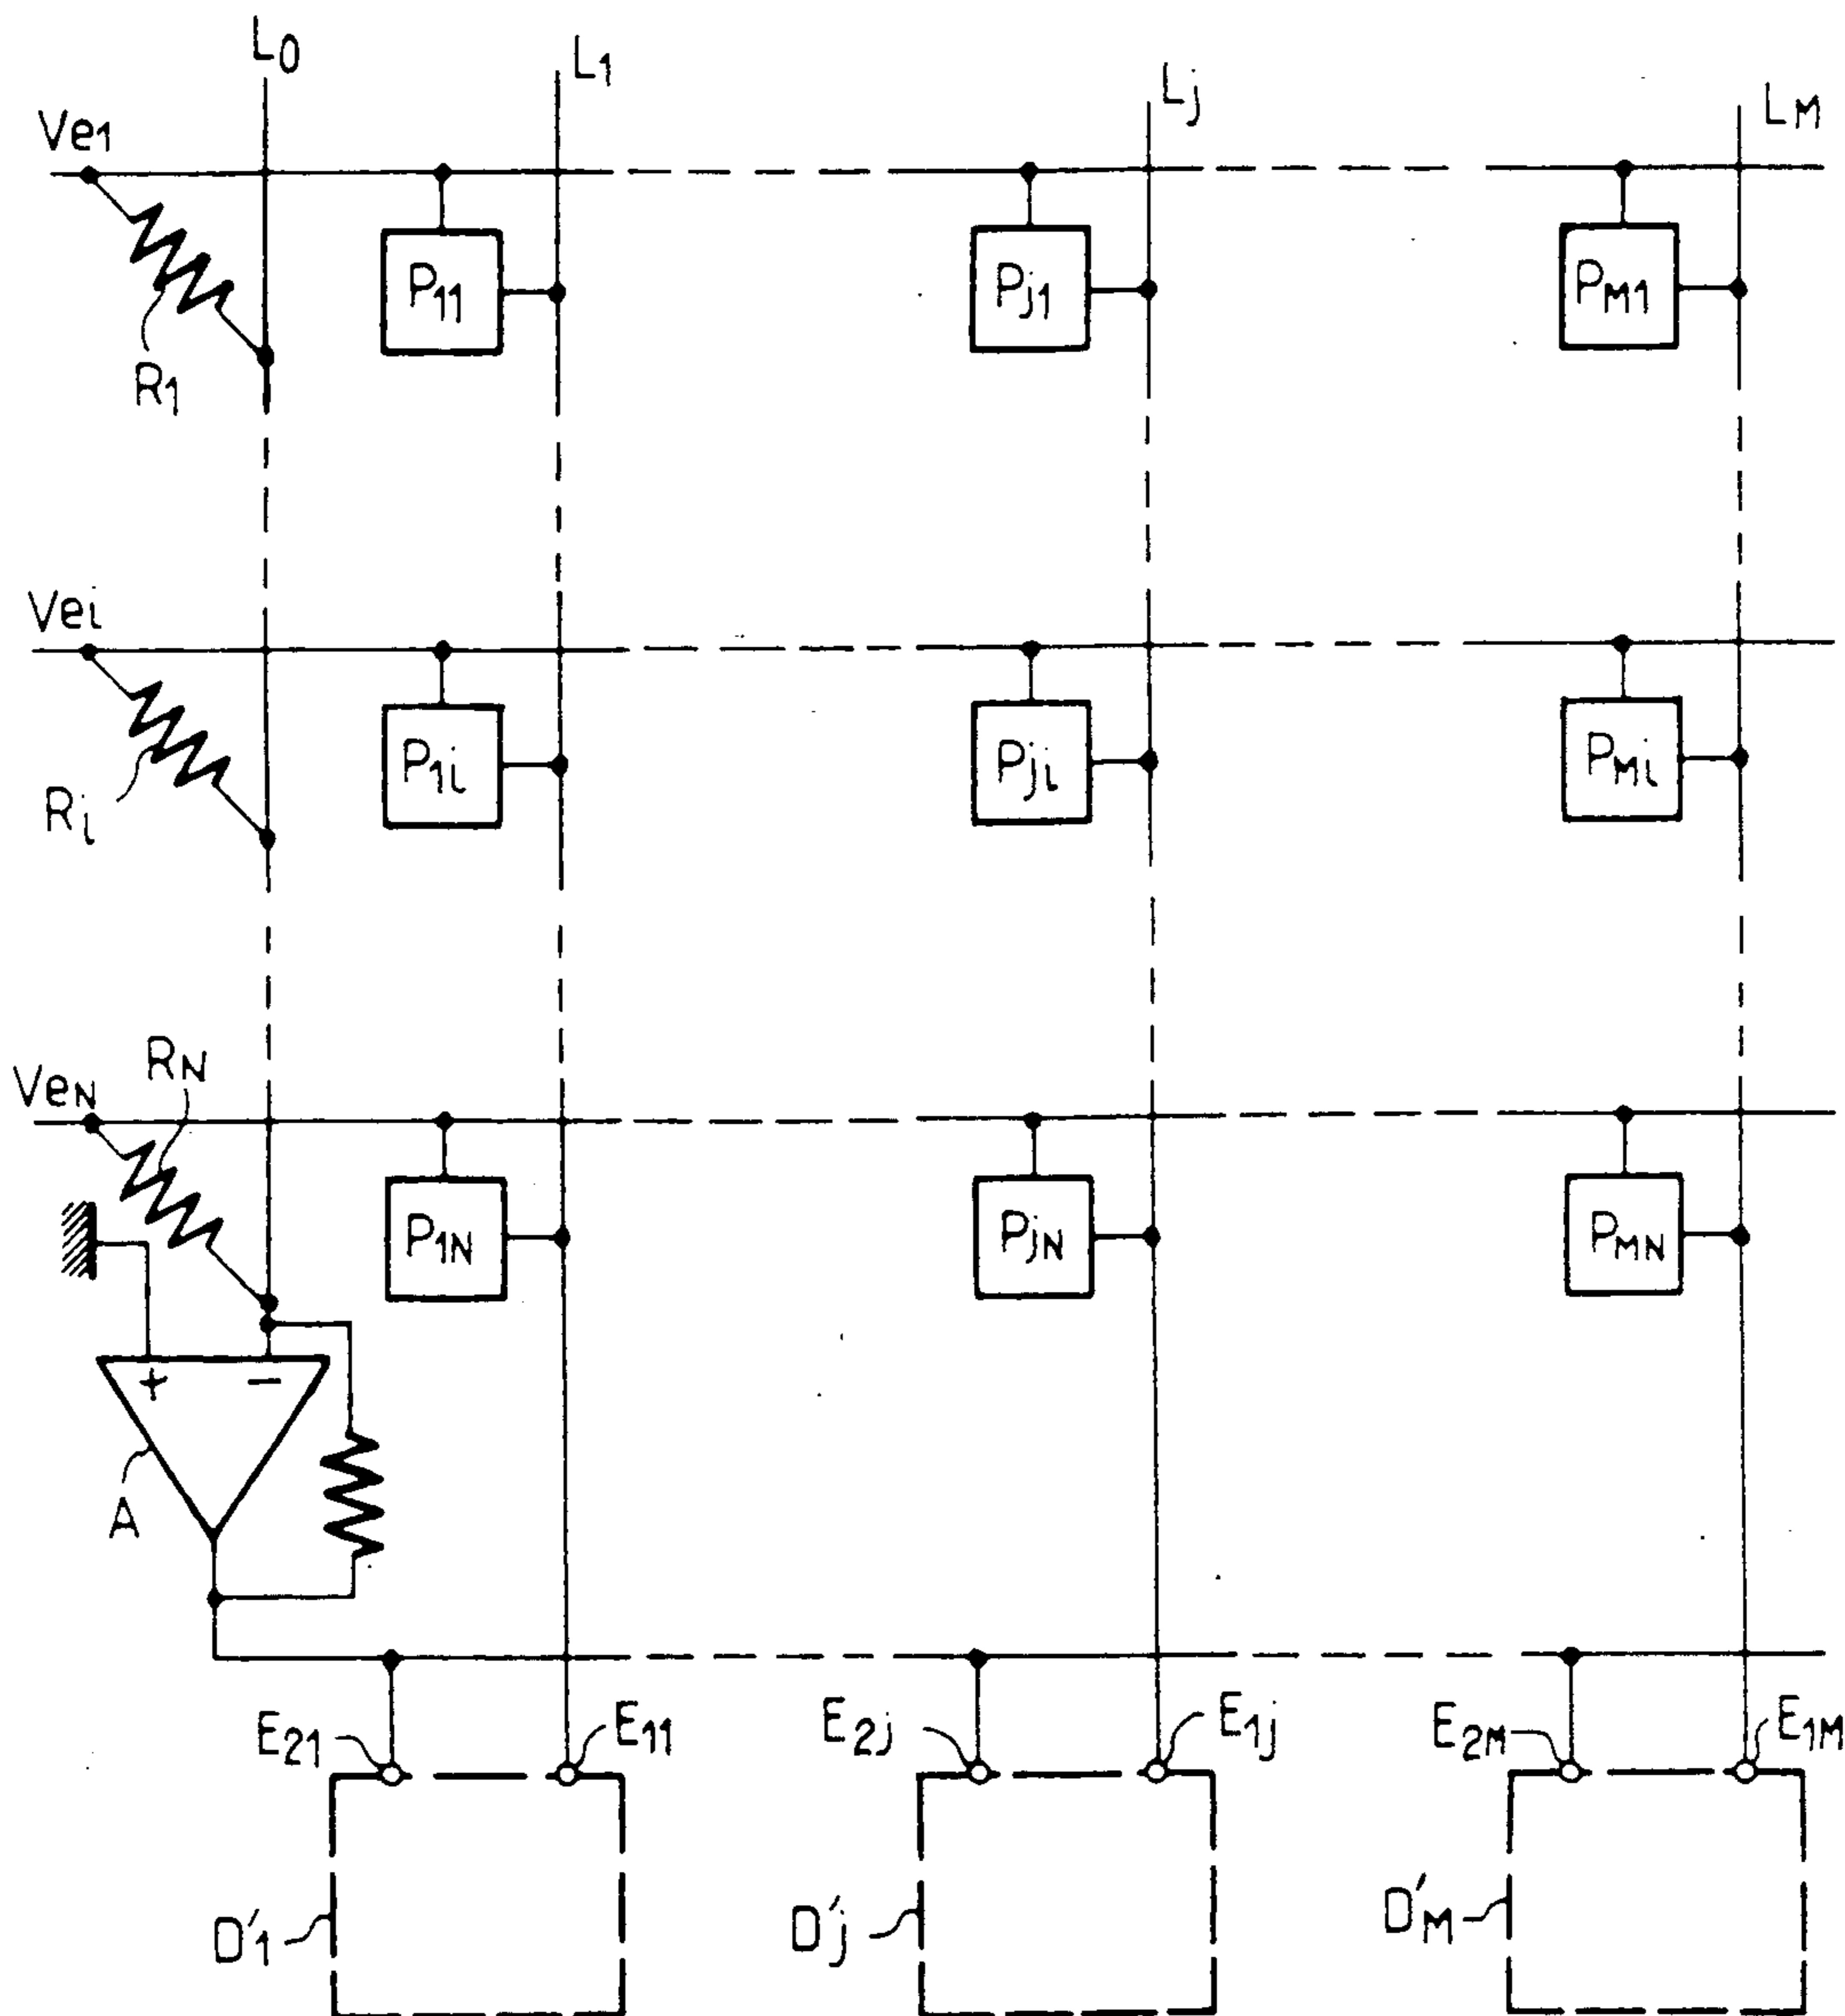 L0 L1 Lj LM
Ve1
P11 Pj1 PM1
R1
Vei
P1i Pji PMi
Ri
RN
VeN
P1N PjN PMN
+ −
A
E21 E11 E2j E1j E2M E1M
D'1 D'j D'M